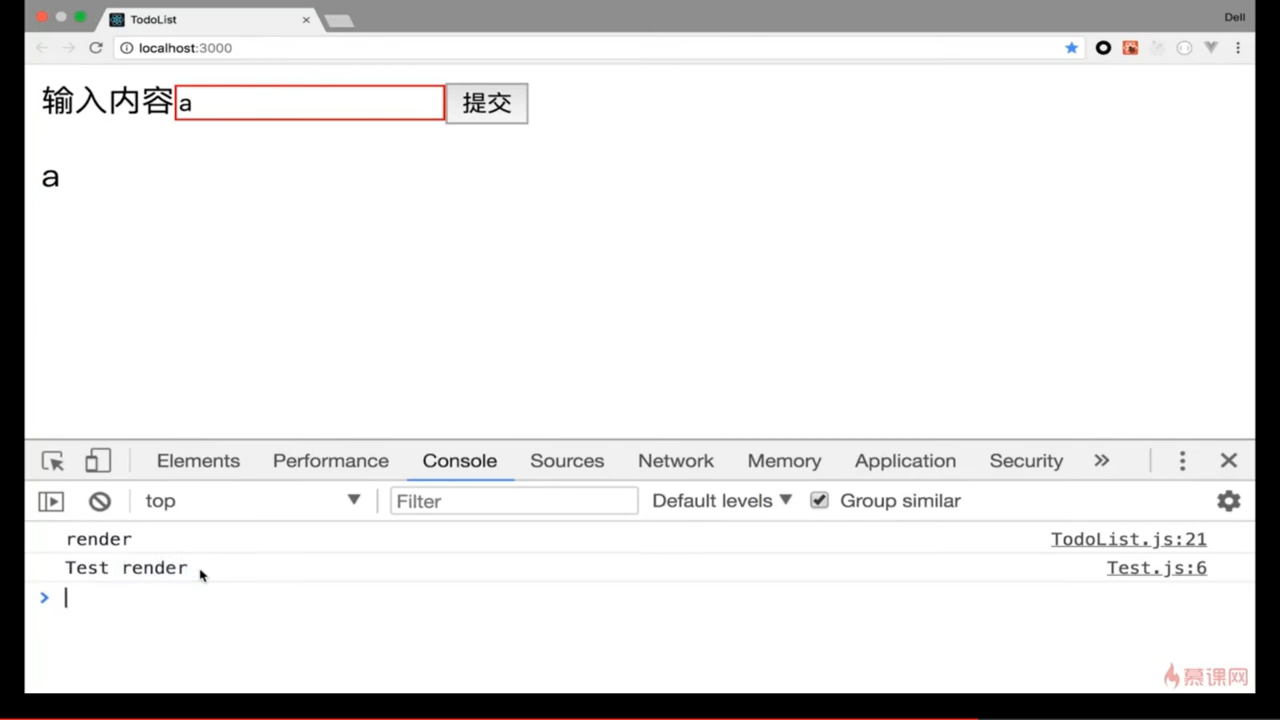 TodoList
Dell
localhost:3000
输入内容 a 提交
a
Elements Performance Console Sources Network Memory Application Security »
top Filter Default levels Group similar
render TodoList.js:21
Test render Test.js:6
慕课网